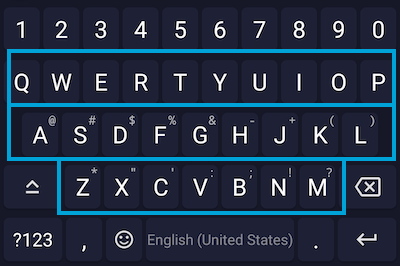 1 2 3 4 5 6 7 8 9 0
Q W E R T Y U I O P
@ # $ % & - + ( )
A S D F G H J K L
* " ' : ; ! ?
Z X C V B N M
?123 , English (United States) .